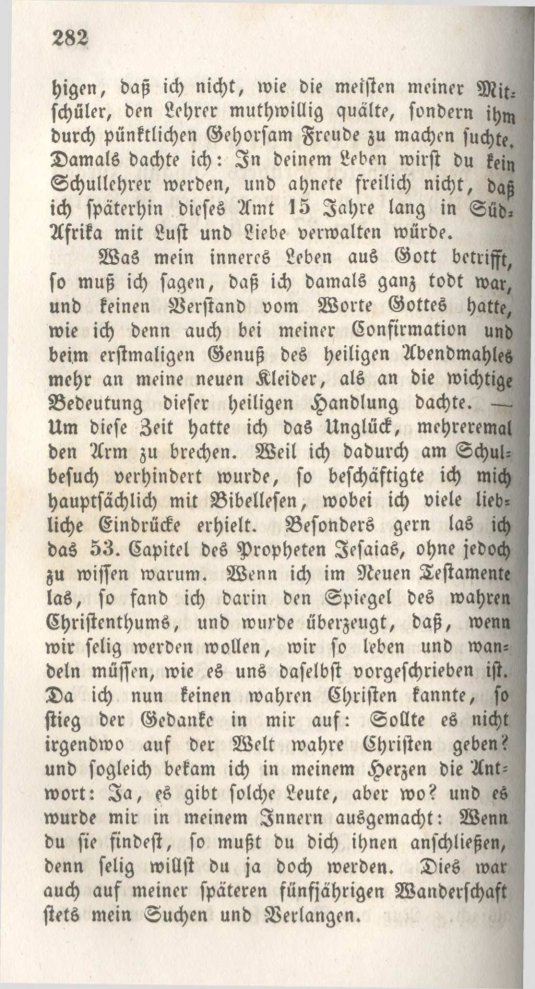 282
higen, daß ich nicht, wie die meisten meiner Mit-
schüler, den Lehrer muthwillig quälte, sondern ihm
durch pünktlichen Gehorsam Freude zu machen suchte.
Damals dachte ich: In deinem Leben wirst du kein
Schullehrer werden, und ahnete freilich nicht, daß
ich späterhin dieses Amt 15 Jahre lang in Süd-
Afrika mit Lust und Liebe verwalten würde.
Was mein inneres Leben aus Gott betrifft,
so muß ich sagen, daß ich damals ganz todt war,
und keinen Verstand vom Worte Gottes hatte,
wie ich denn auch bei meiner Confirmation und
beim erstmaligen Genuß des heiligen Abendmahles
mehr an meine neuen Kleider, als an die wichtige
Bedeutung dieser heiligen Handlung dachte. —
Um diese Zeit hatte ich das Unglück, mehreremal
den Arm zu brechen. Weil ich dadurch am Schul-
besuch verhindert wurde, so beschäftigte ich mich
hauptsächlich mit Bibellesen, wobei ich viele lieb-
liche Eindrücke erhielt. Besonders gern las ich
das 53. Capitel des Propheten Jesaias, ohne jedoch
zu wissen warum. Wenn ich im Neuen Testamente
las, so fand ich darin den Spiegel des wahren
Christenthums, und wurde überzeugt, daß, wenn
wir selig werden wollen, wir so leben und wan-
deln müssen, wie es uns daselbst vorgeschrieben ist.
Da ich nun keinen wahren Christen kannte, so
stieg der Gedanke in mir auf: Sollte es nicht
irgendwo auf der Welt wahre Christen geben?
und sogleich bekam ich in meinem Herzen die Ant-
wort: Ja, es gibt solche Leute, aber wo? und es
wurde mir in meinem Innern ausgemacht: Wenn
du sie findest, so mußt du dich ihnen anschließen,
denn selig willst du ja doch werden. Dies war
auch auf meiner späteren fünfjährigen Wanderschaft
stets mein Suchen und Verlangen.